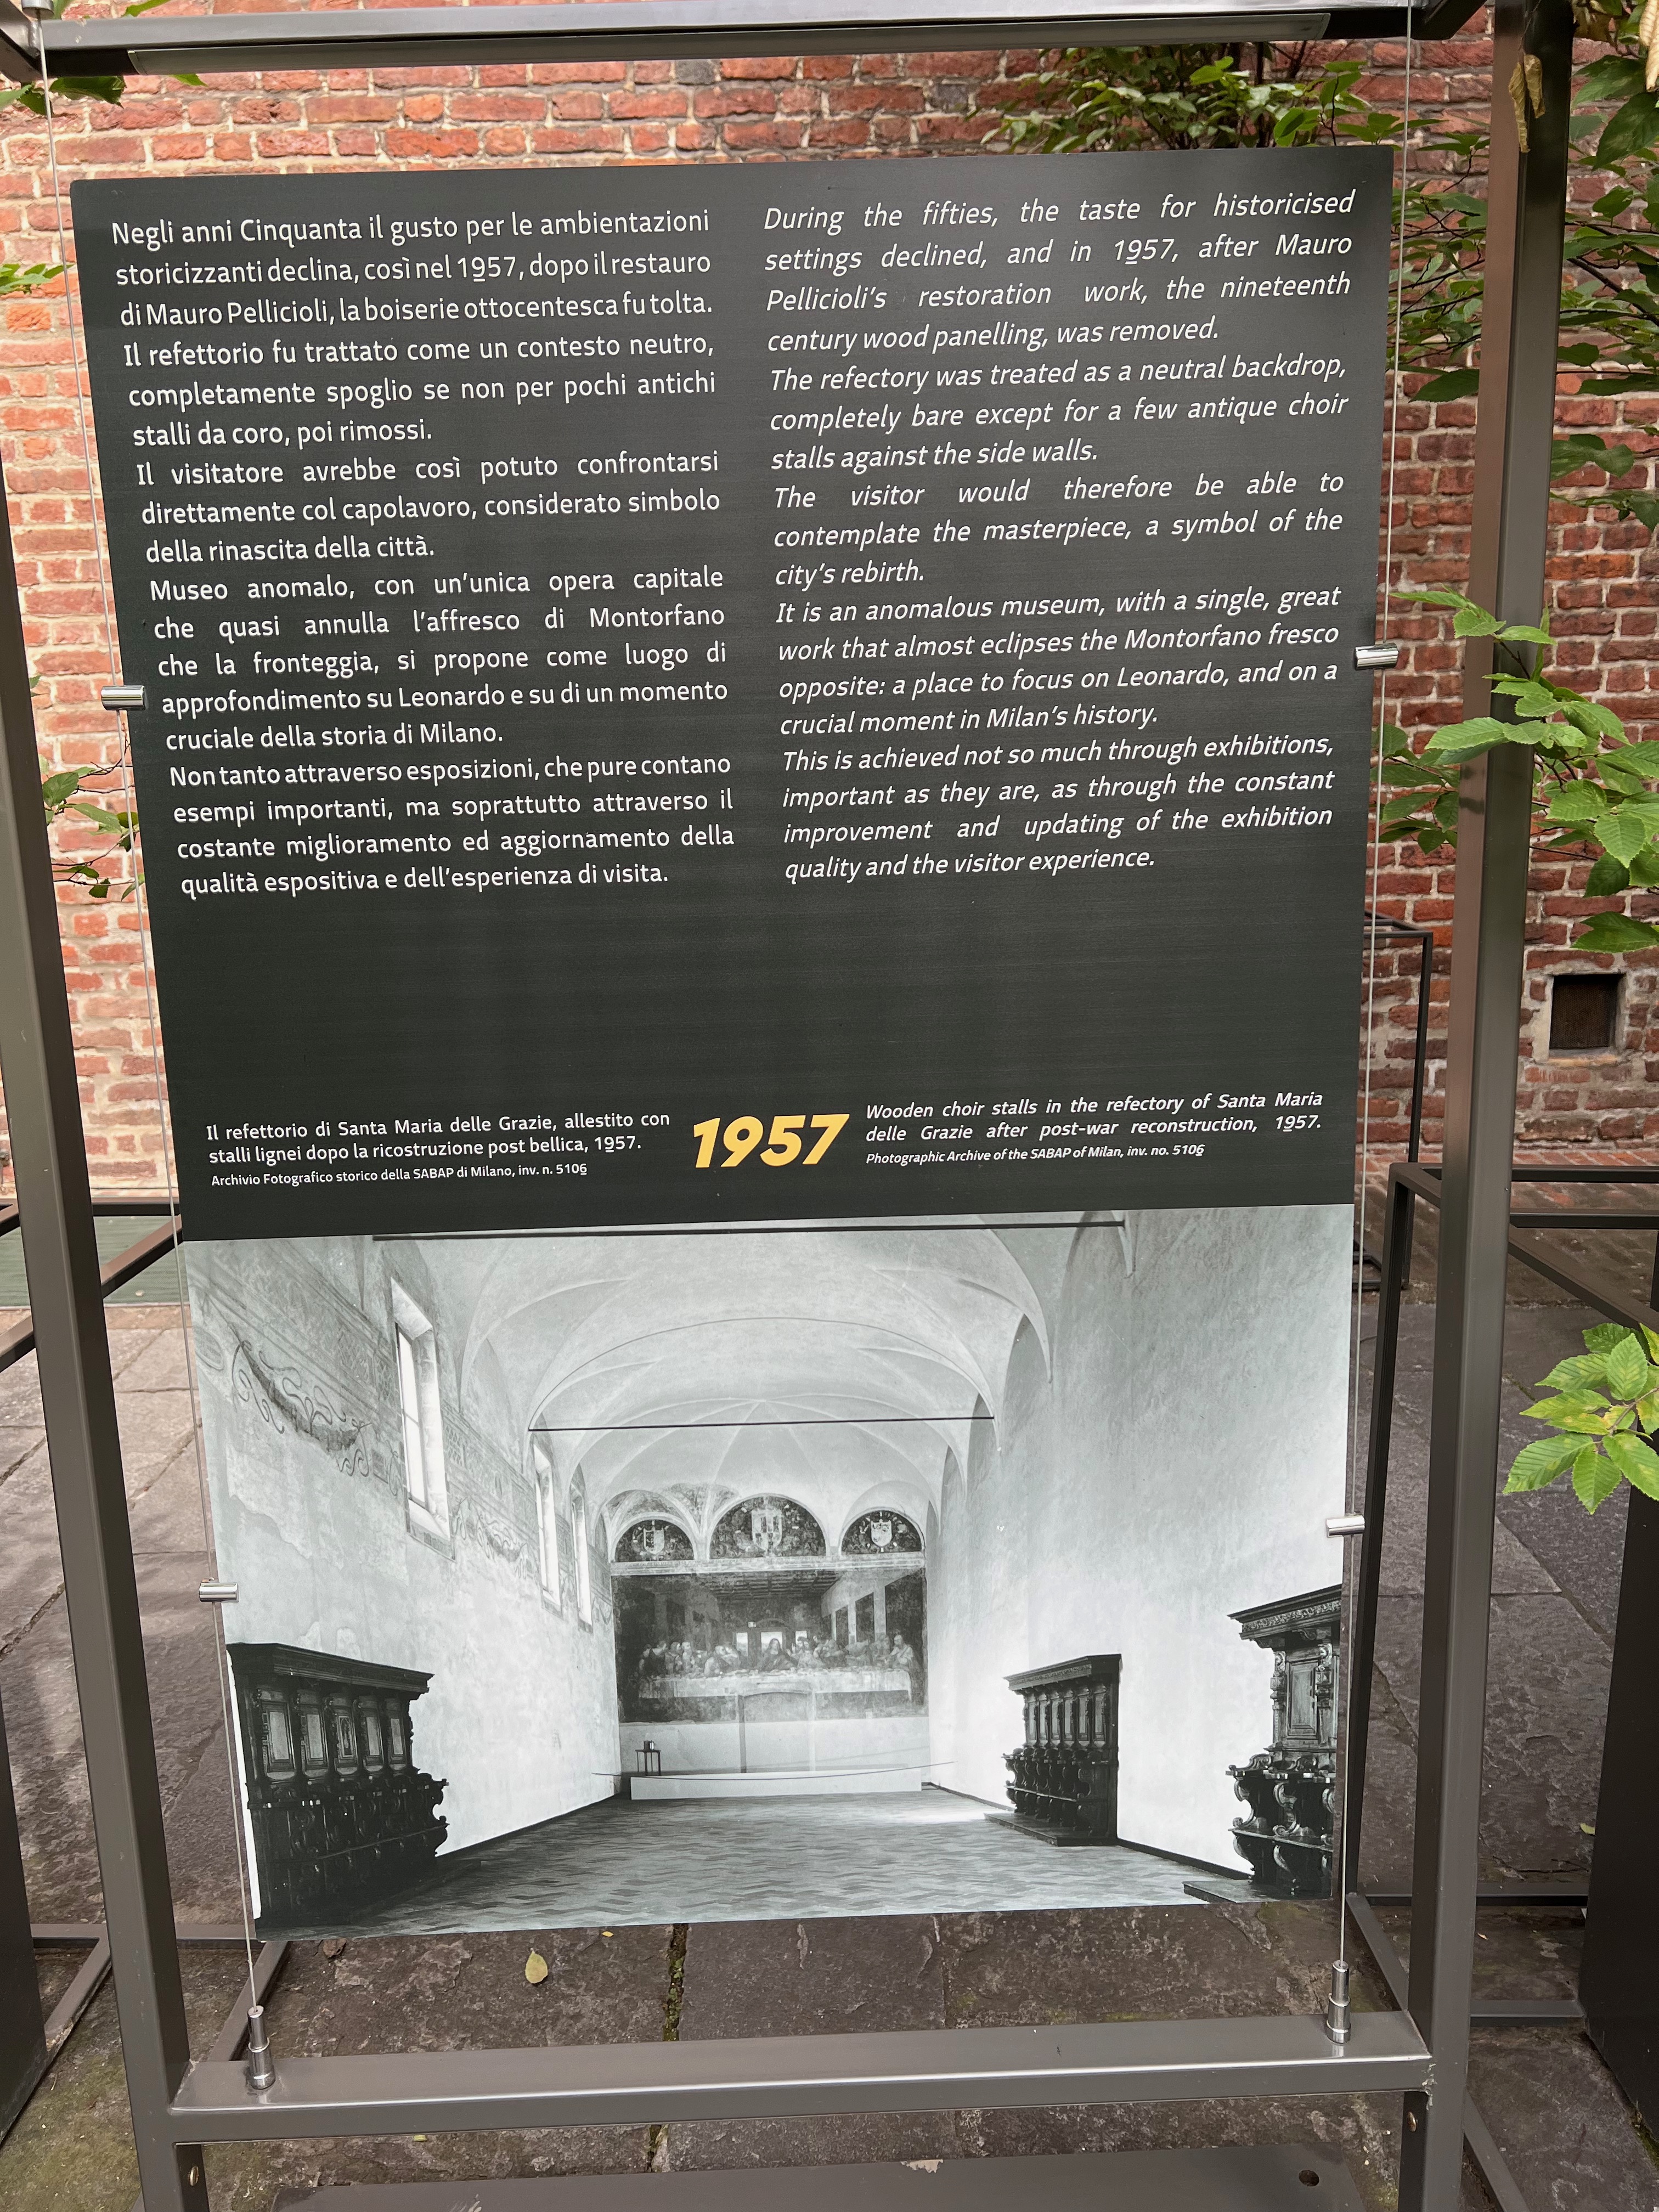 Negli anni Cinquanta il gusto per le ambientazioni
storicizzanti declina, così nel 1957, dopo il restauro
di Mauro Pellicioli, la boiserie ottocentesca fu tolta.
Il refettorio fu trattato come un contesto neutro,
completamente spoglio se non per pochi antichi
stalli da coro, poi rimossi.
Il visitatore avrebbe così potuto confrontarsi
direttamente col capolavoro, considerato simbolo
della rinascita della città.
Museo anomalo, con un'unica opera capitale
che quasi annulla l'affresco di Montorfano
che la fronteggia, si propone come luogo di
approfondimento su Leonardo e su di un momento
cruciale della storia di Milano.
Non tanto attraverso esposizioni, che pure contano
esempi importanti, ma soprattutto attraverso il
costante miglioramento ed aggiornamento della
qualità espositiva e dell'esperienza di visita.
During the fifties, the taste for historicised
settings declined, and in 1957, after Mauro
Pellicioli's restoration work, the nineteenth
century wood panelling, was removed.
The refectory was treated as a neutral backdrop,
completely bare except for a few antique choir
stalls against the side walls.
The visitor would therefore be able to
contemplate the masterpiece, a symbol of the
city's rebirth.
It is an anomalous museum, with a single, great
work that almost eclipses the Montorfano fresco
opposite: a place to focus on Leonardo, and on a
crucial moment in Milan's history.
This is achieved not so much through exhibitions,
important as they are, as through the constant
improvement and updating of the exhibition
quality and the visitor experience.
Il refettorio di Santa Maria delle Grazie, allestito con
stalli lignei dopo la ricostruzione post bellica, 1957.
Archivio Fotografico storico della SABAP di Milano, inv. n. 5106
1957
Wooden choir stalls in the refectory of Santa Maria
delle Grazie after post-war reconstruction, 1957.
Photographic Archive of the SABAP of Milan, inv. no. 5106